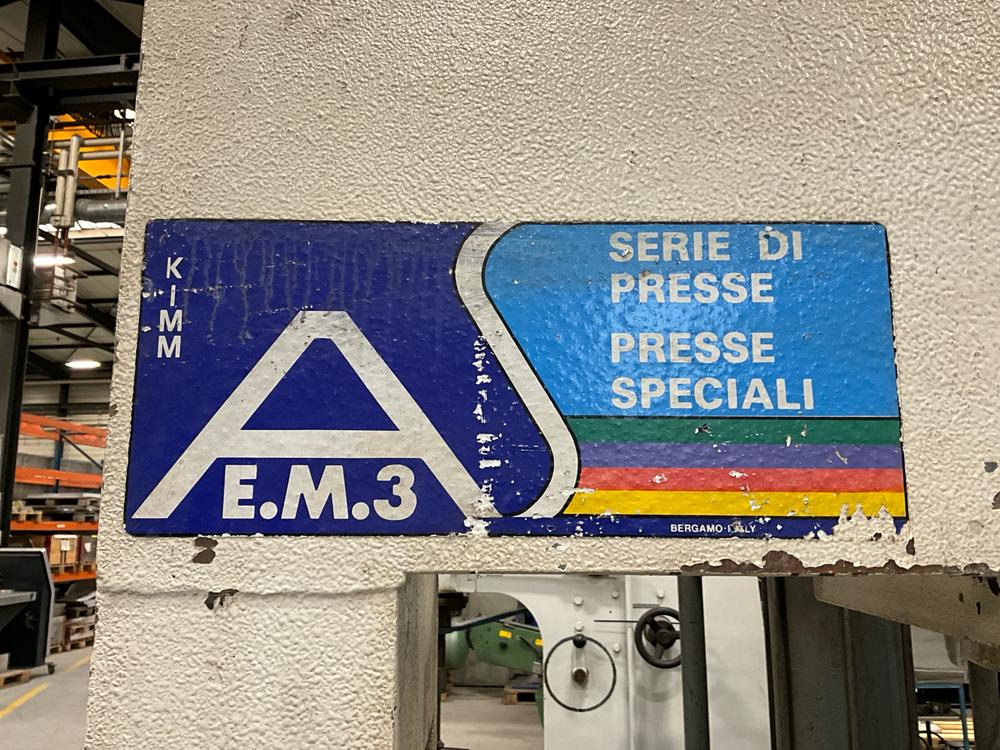 KIMM
A
E.M.3
SERIE DI
PRESSE
PRESSE
SPECIALI
BERGAMO-ITALY